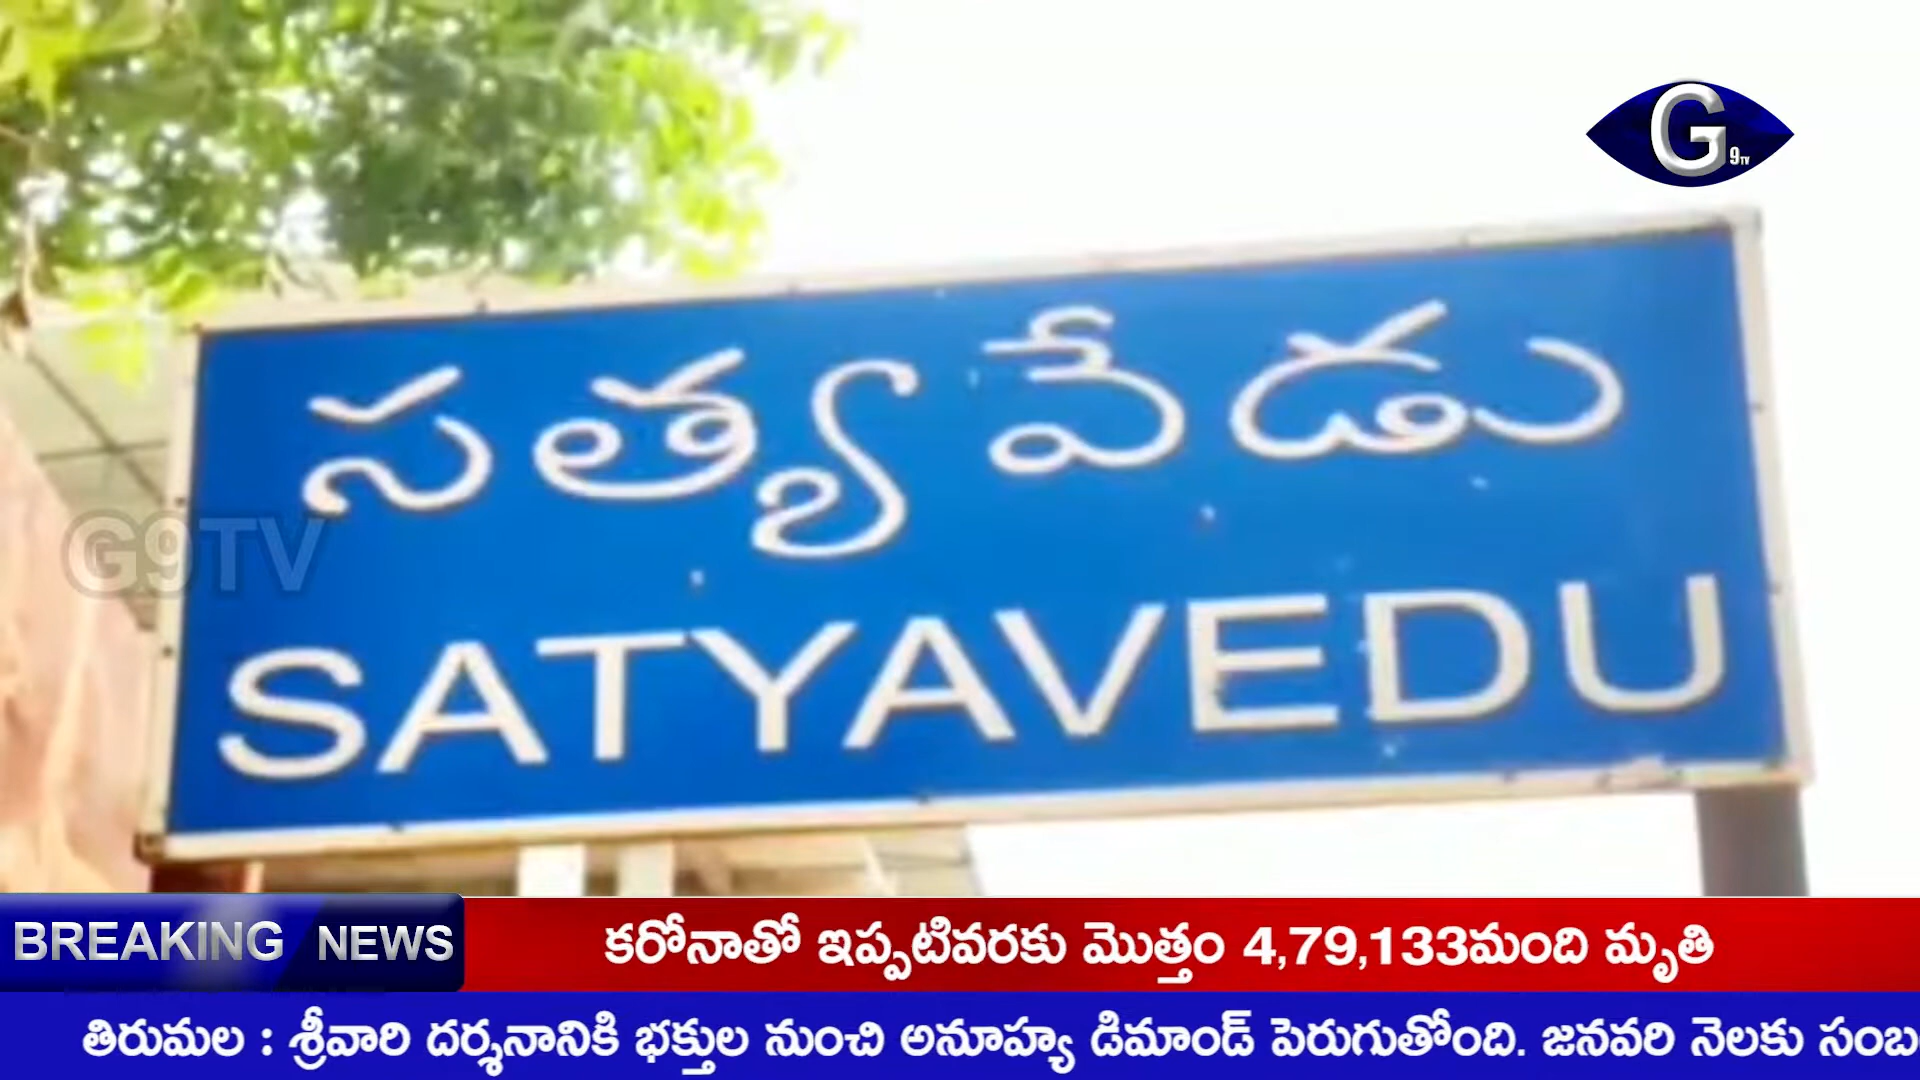 G9TV
సత్యవేడు
G9TV
SATYAVEDU
BREAKING NEWS
కరోనాతో ఇప్పటివరకు మొత్తం 4,79,133మంది మృతి
తిరుమల : శ్రీవారి దర్శనానికి భక్తుల నుంచి అనూహ్య డిమాండ్ పెరుగుతోంది. జనవరి నెలకు సంబ